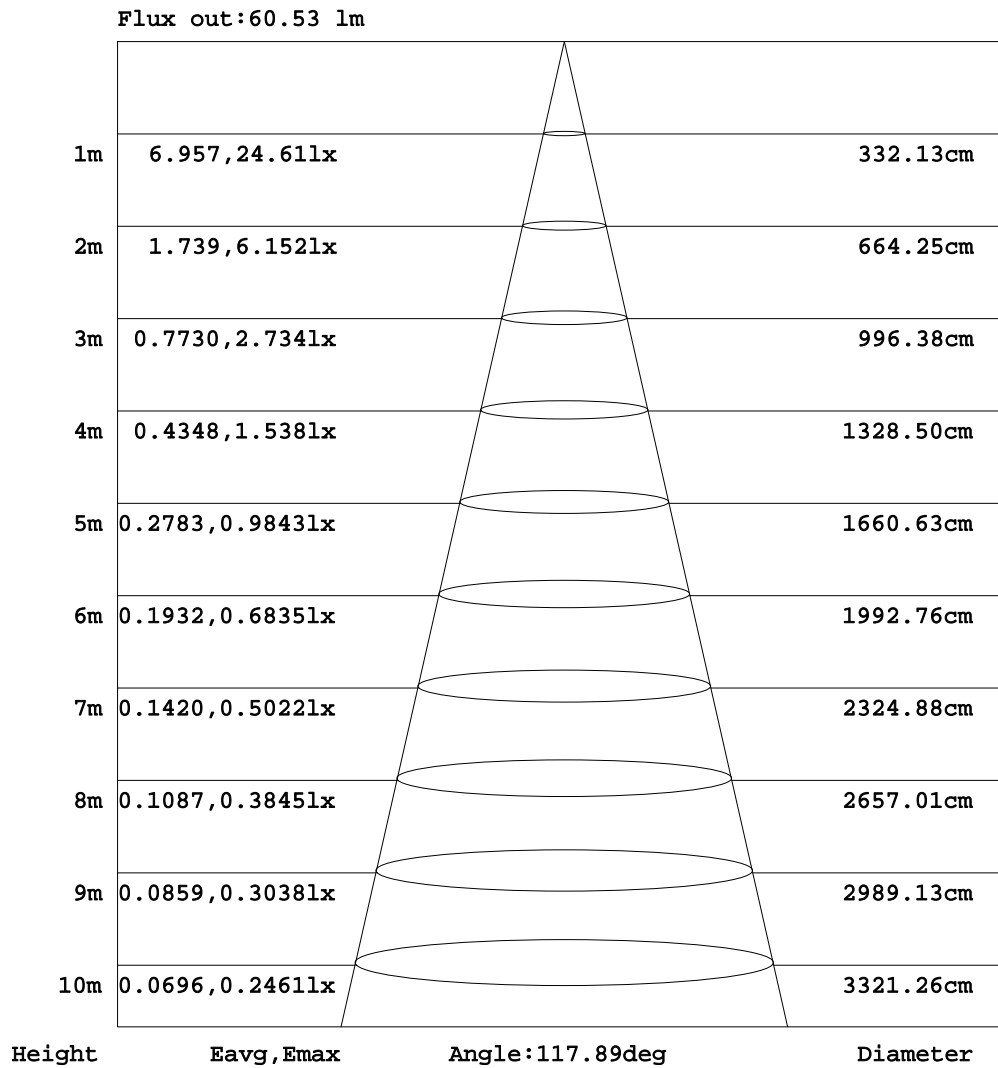 Flux out:60.53 lm
1m 6.957,24.61lx 332.13cm
2m 1.739,6.152lx 664.25cm
3m 0.7730,2.734lx 996.38cm
4m 0.4348,1.538lx 1328.50cm
5m 0.2783,0.9843lx 1660.63cm
6m 0.1932,0.6835lx 1992.76cm
7m 0.1420,0.5022lx 2324.88cm
8m 0.1087,0.3845lx 2657.01cm
9m 0.0859,0.3038lx 2989.13cm
10m 0.0696,0.2461lx 3321.26cm
Height Eavg,Emax Angle:117.89deg Diameter